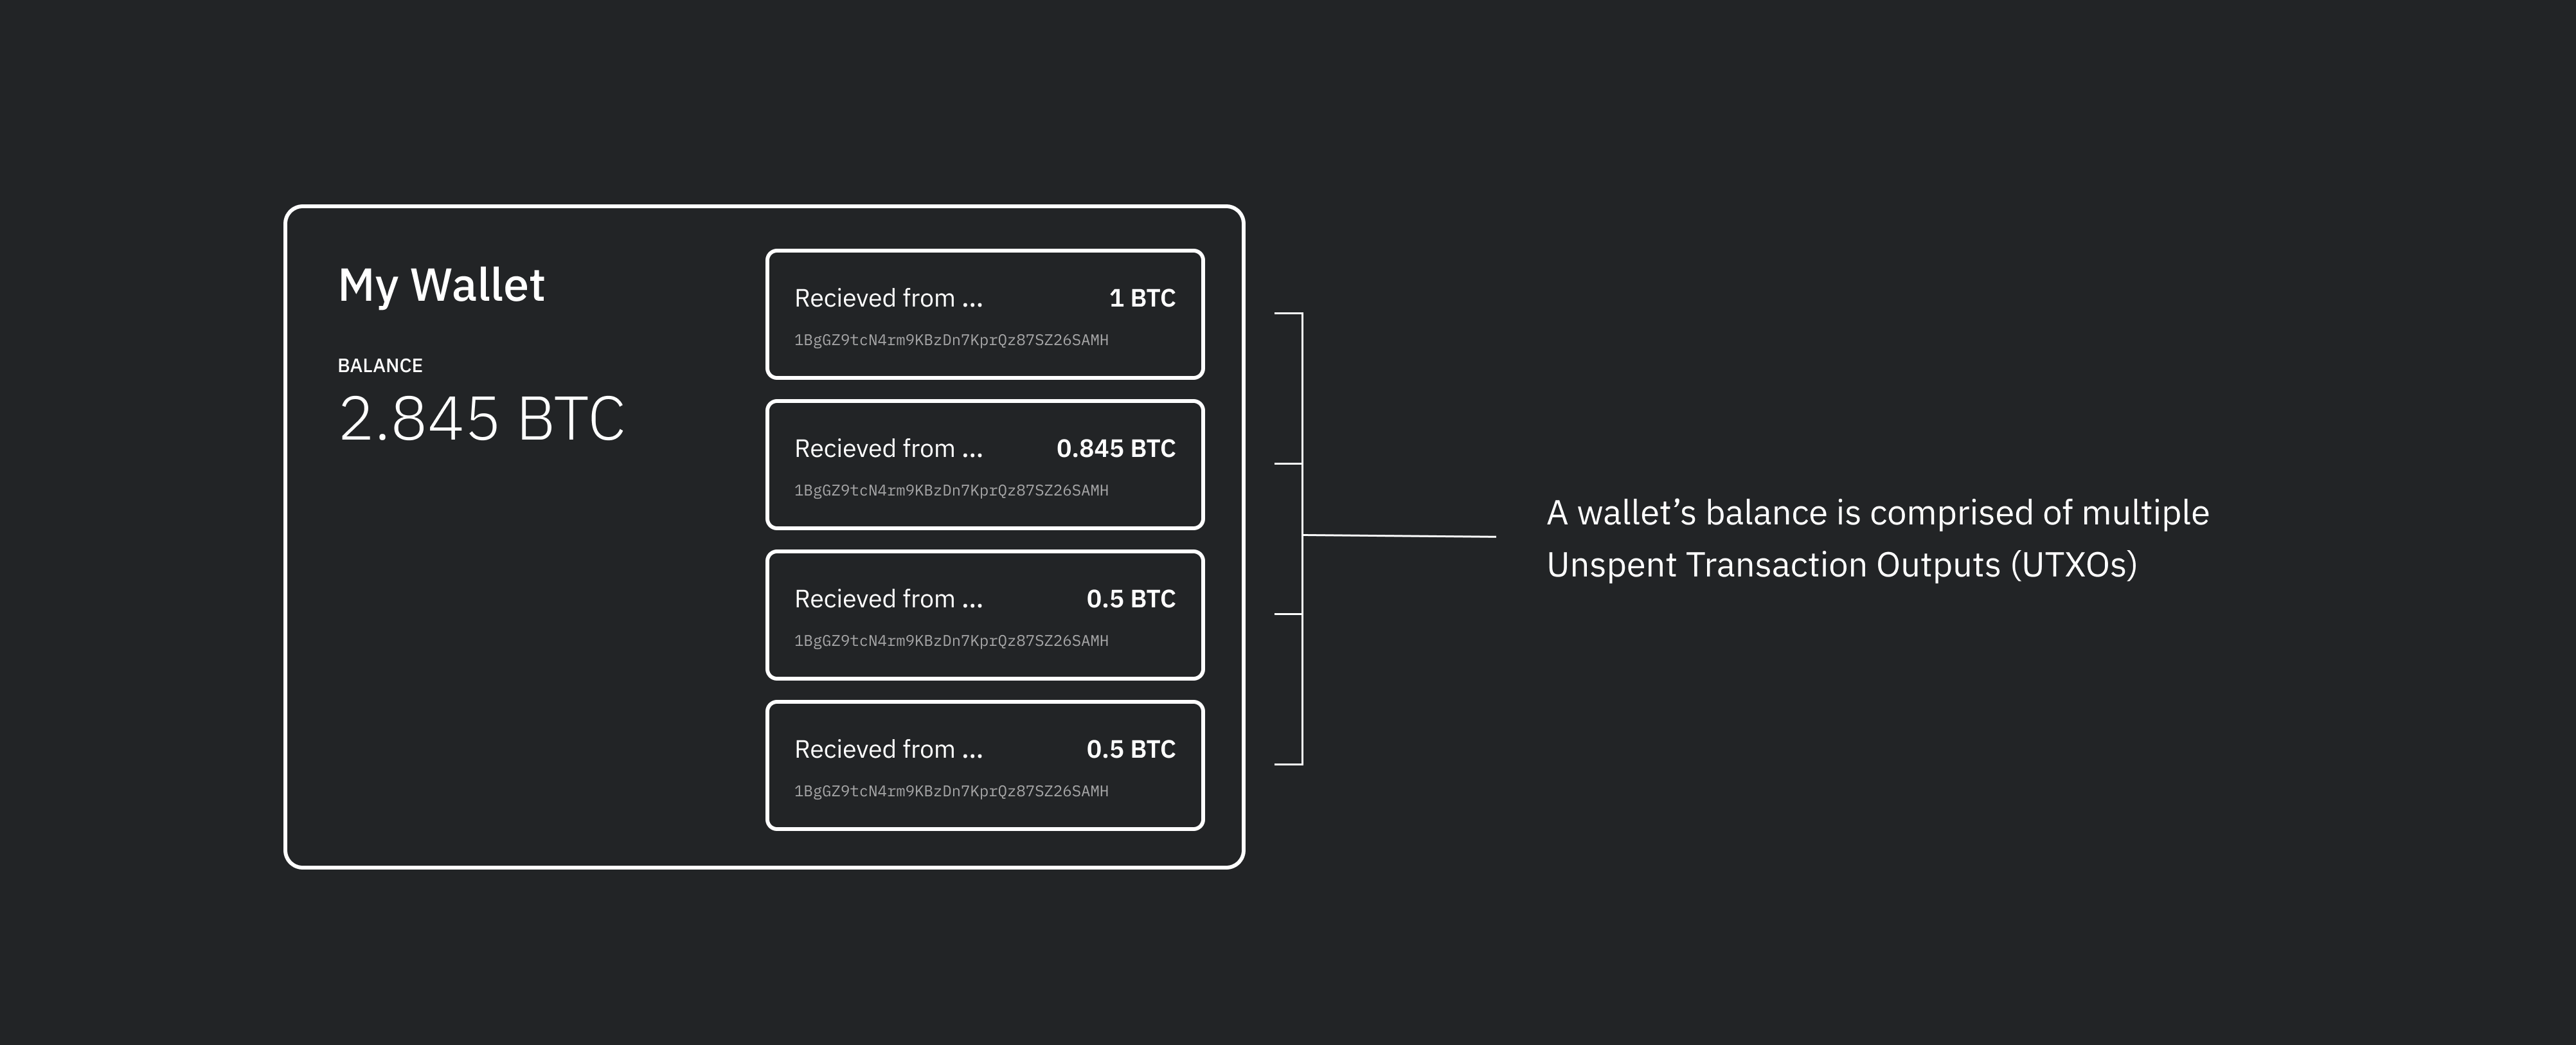 My Wallet
BALANCE
2.845 BTC
Recieved from ... 1 BTC
1BgGZ9tcN4rm9KBzDn7KprQz87SZ26SAMH
Recieved from ... 0.845 BTC
1BgGZ9tcN4rm9KBzDn7KprQz87SZ26SAMH
Recieved from ... 0.5 BTC
1BgGZ9tcN4rm9KBzDn7KprQz87SZ26SAMH
Recieved from ... 0.5 BTC
1BgGZ9tcN4rm9KBzDn7KprQz87SZ26SAMH
A wallet’s balance is comprised of multiple
Unspent Transaction Outputs (UTXOs)